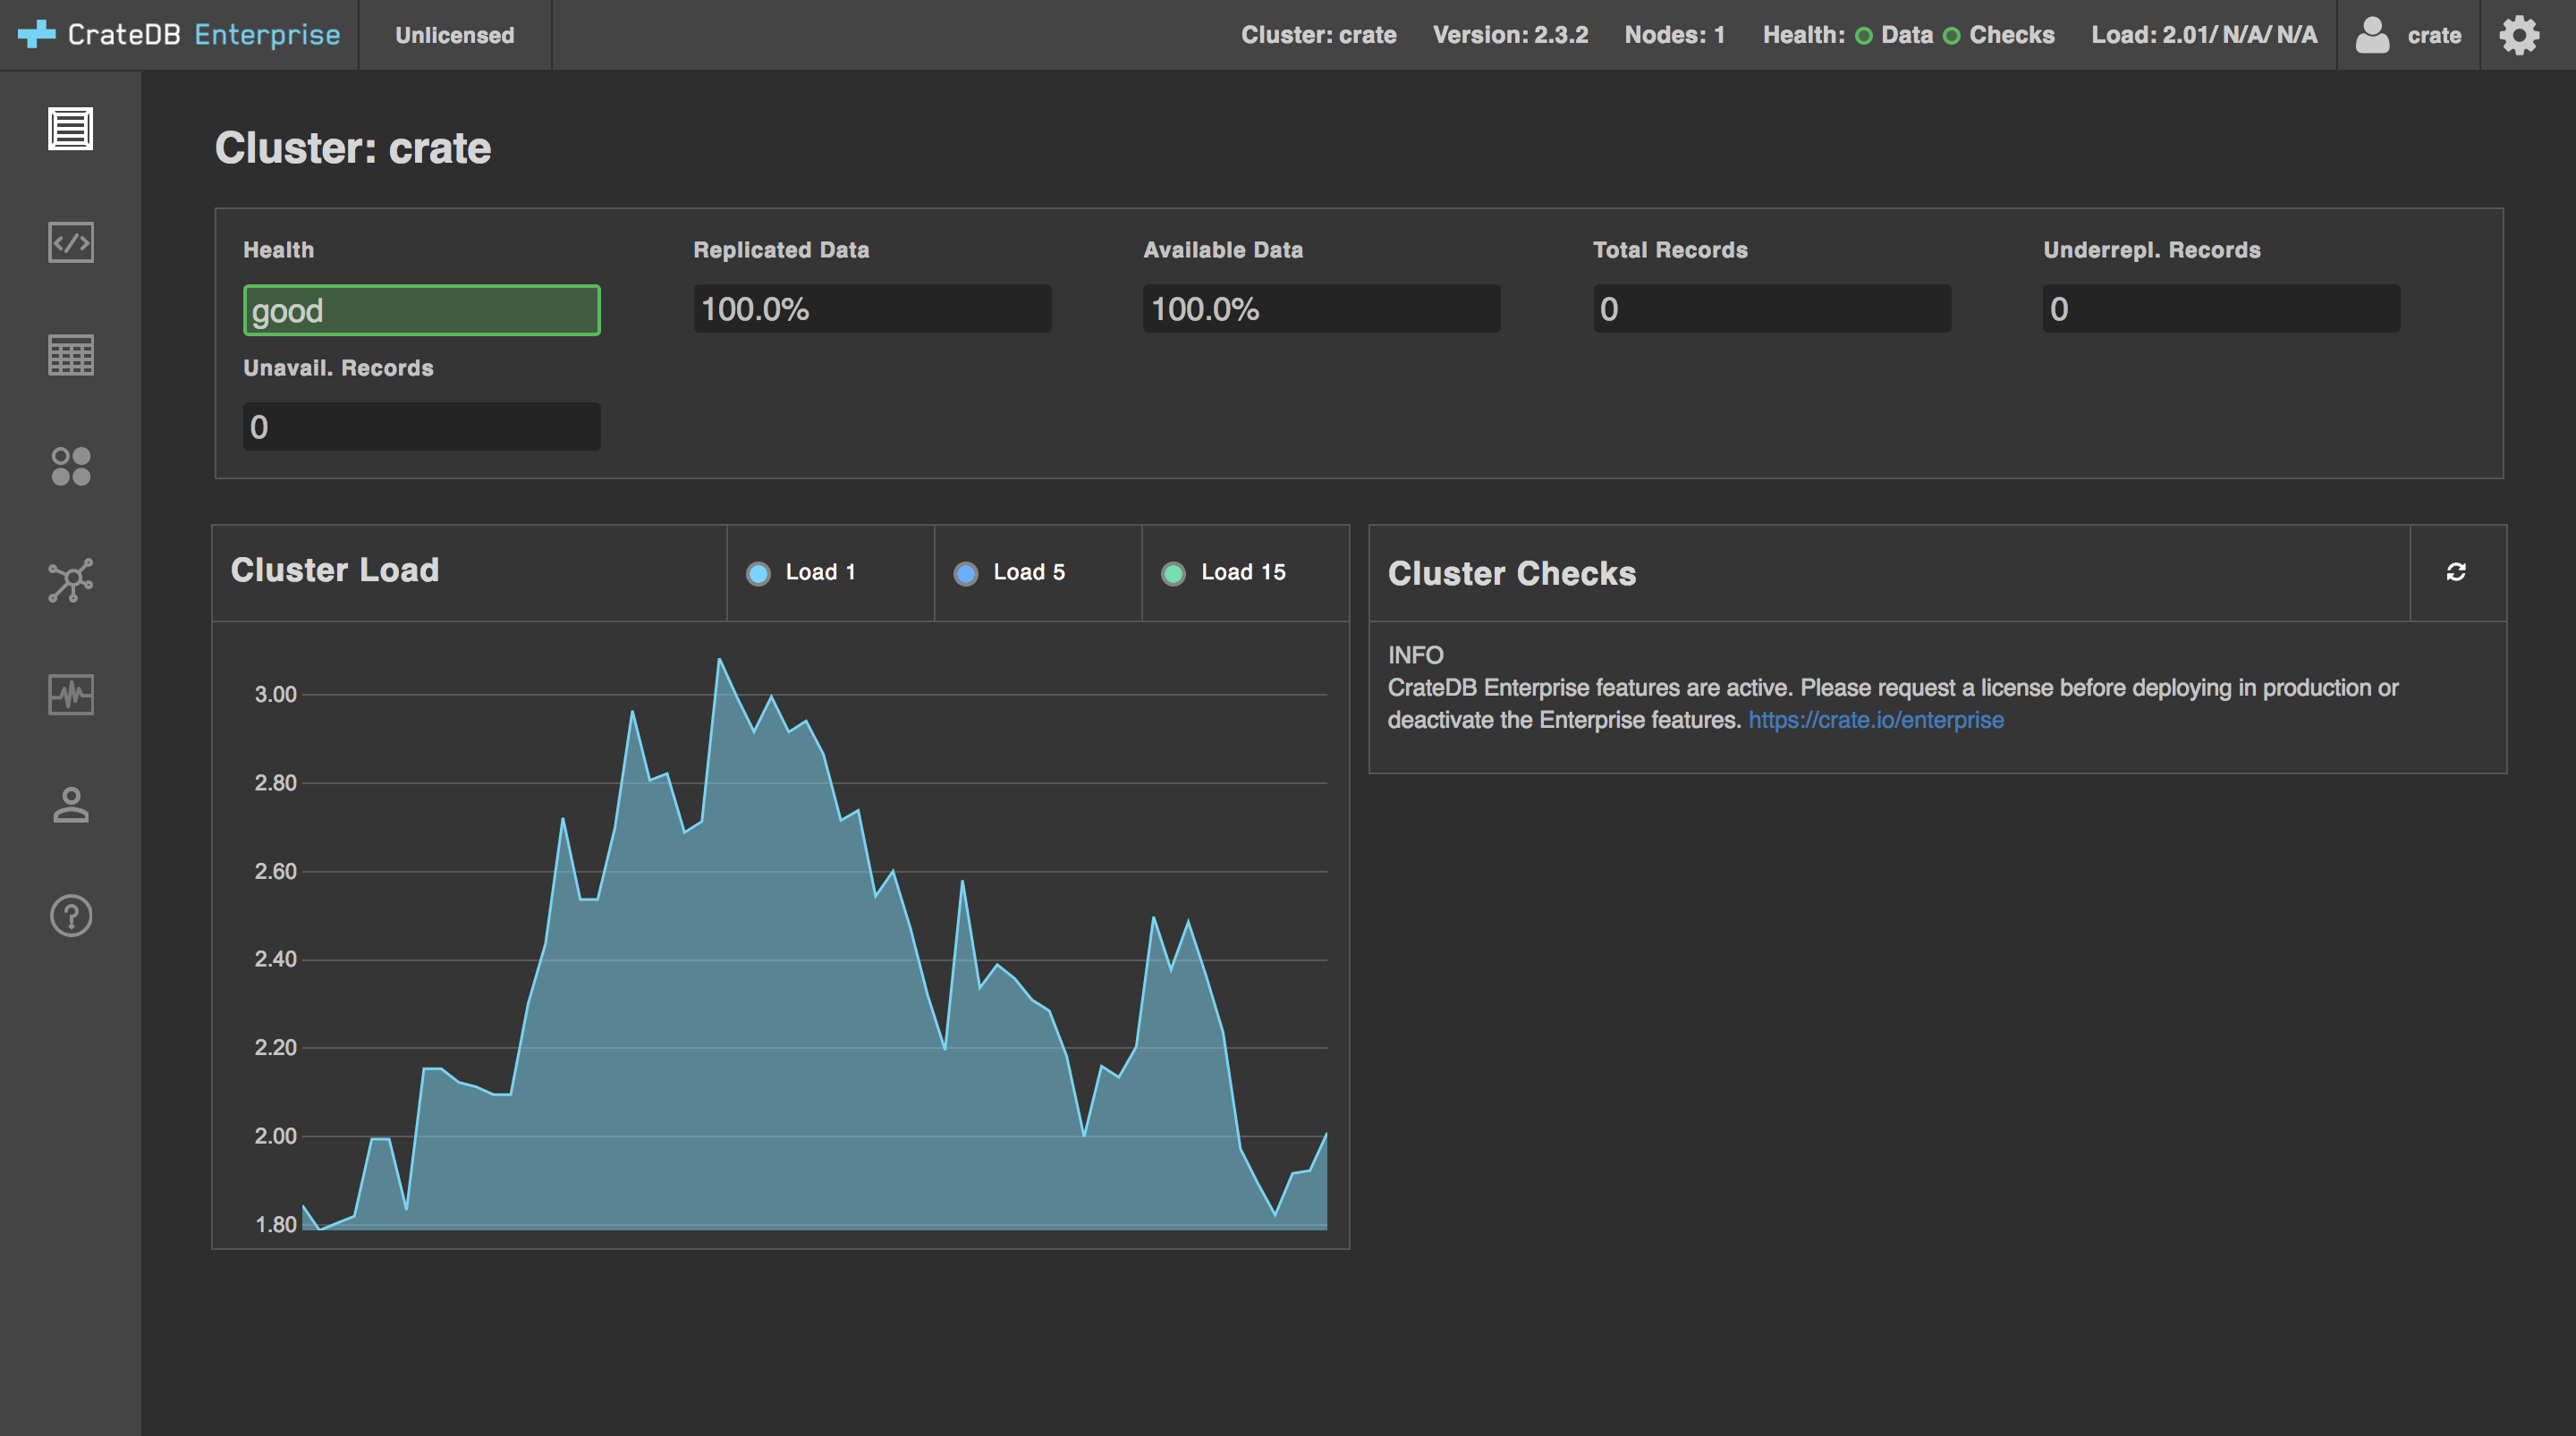 CrateDB Enterprise
Unlicensed
Cluster: crate
Version: 2.3.2
Nodes: 1
Health: Data Checks
Load: 2.01/ N/A/ N/A
crate
Cluster: crate
Health
Replicated Data
Available Data
Total Records
Underrepl. Records
good
100.0%
100.0%
0
0
Unavail. Records
0
Cluster Load
Load 1
Load 5
Load 15
3.00
2.80
2.60
2.40
2.20
2.00
1.80
Cluster Checks
INFO
CrateDB Enterprise features are active. Please request a license before deploying in production or
deactivate the Enterprise features. https://crate.io/enterprise